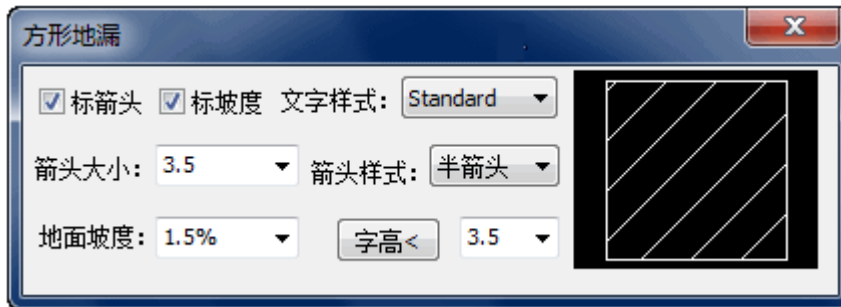 方形地漏
标箭头 标坡度 文字样式: Standard
箭头大小: 3.5 箭头样式: 半箭头
地面坡度: 1.5% 字高< 3.5